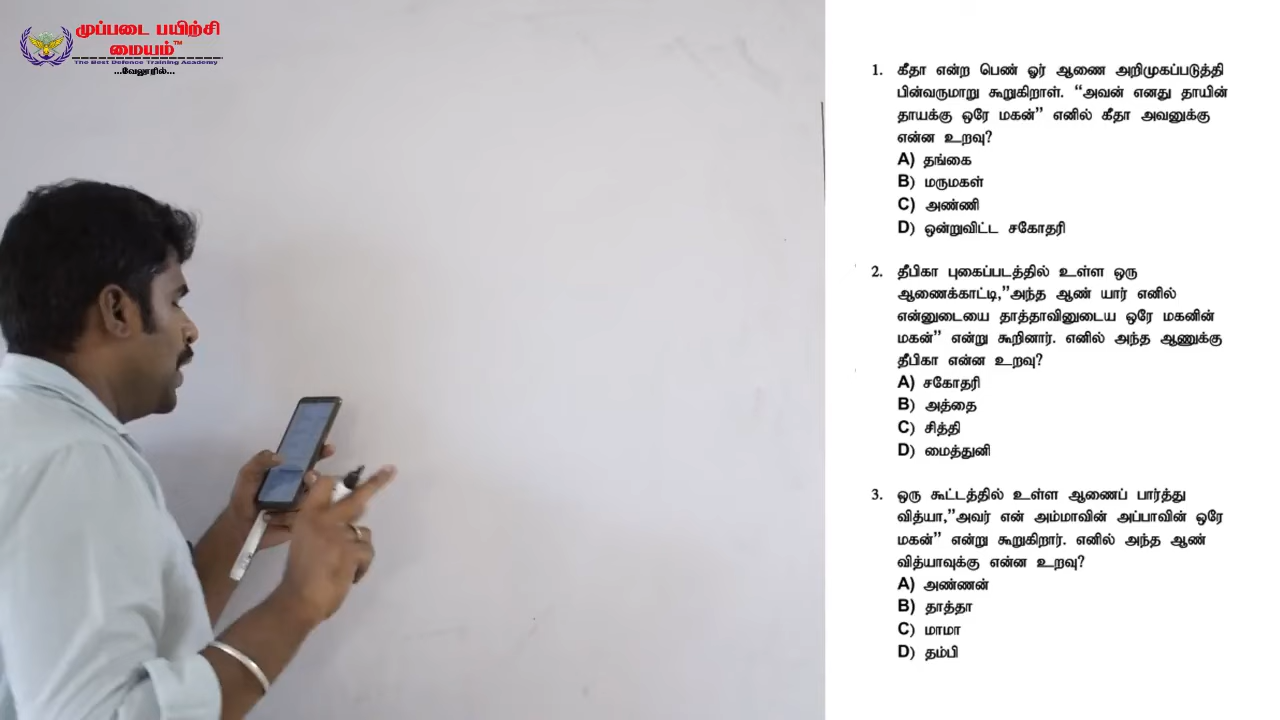 முப்படை பயிற்சி
மையம்™
The Best Defence Training Academy
...வேலூரில்...
1. கீதா என்ற பெண் ஓர் ஆணை அறிமுகப்படுத்தி
பின்வருமாறு கூறுகிறாள். “அவன் எனது தாயின்
தாயக்கு ஒரே மகன்” எனில் கீதா அவனுக்கு
என்ன உறவு?
A) தங்கை
B) மருமகள்
C) அண்ணி
D) ஒன்றுவிட்ட சகோதரி
2. தீபிகா புகைப்படத்தில் உள்ள ஒரு
ஆணைக்காட்டி,”அந்த ஆண் யார் எனில்
என்னுடையை தாத்தாவினுடைய ஒரே மகனின்
மகன்” என்று கூறினார். எனில் அந்த ஆணுக்கு
தீபிகா என்ன உறவு?
A) சகோதரி
B) அத்தை
C) சித்தி
D) மைத்துனி
3. ஒரு கூட்டத்தில் உள்ள ஆணைப் பார்த்து
வித்யா,”அவர் என் அம்மாவின் அப்பாவின் ஒரே
மகன்” என்று கூறுகிறார். எனில் அந்த ஆண்
வித்யாவுக்கு என்ன உறவு?
A) அண்ணன்
B) தாத்தா
C) மாமா
D) தம்பி